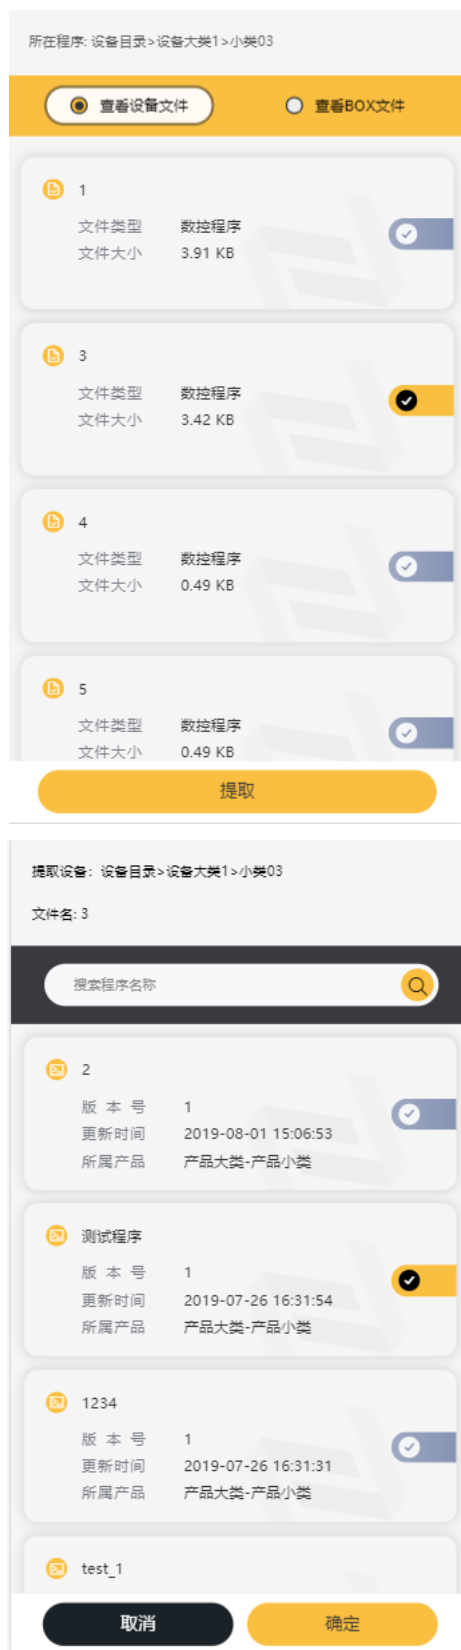 所在程序: 设备目录>设备大类1>小类03
查看设备文件 查看BOX文件
1
文件类型 数控程序
文件大小 3.91 KB
3
文件类型 数控程序
文件大小 3.42 KB
4
文件类型 数控程序
文件大小 0.49 KB
5
文件类型 数控程序
文件大小 0.49 KB
提取
提取设备: 设备目录>设备大类1>小类03
文件名: 3
搜索程序名称
2
版 本 号 1
更新时间 2019-08-01 15:06:53
所属产品 产品大类-产品小类
测试程序
版 本 号 1
更新时间 2019-07-26 16:31:54
所属产品 产品大类-产品小类
1234
版 本 号 1
更新时间 2019-07-26 16:31:31
所属产品 产品大类-产品小类
test_1
取消 确定